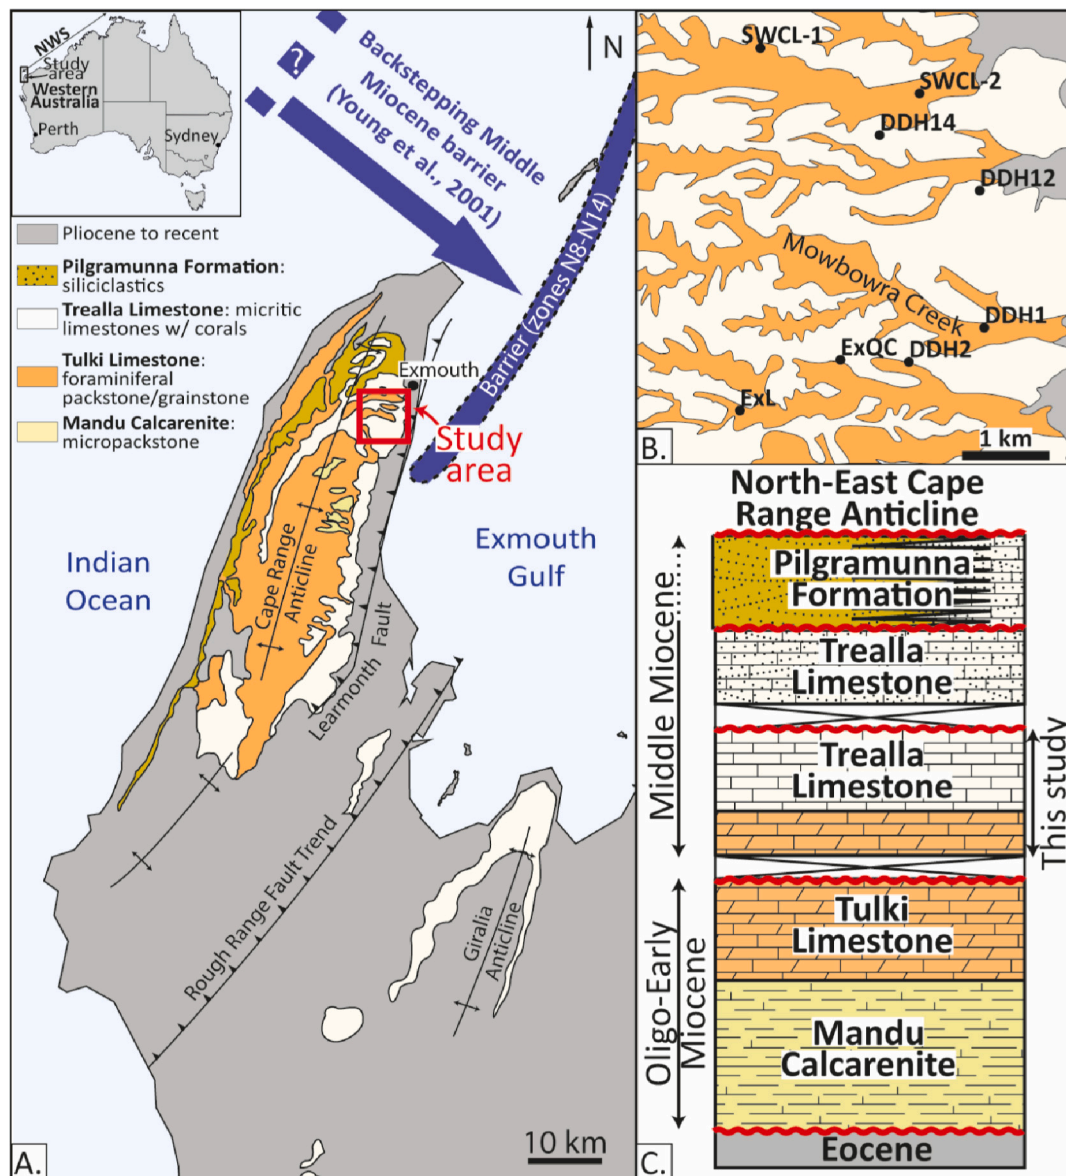 NWS
Study
area
Western
Australia
Perth
Sydney
?
Backstepping Middle
Miocene barrier
(Young et al., 2001)
N
Pliocene to recent
Pilgramunna Formation:
siliciclastics
Trealla Limestone: micritic
limestones w/ corals
Tulki Limestone:
foraminiferal
packstone/grainstone
Mandu Calcarenite:
micropackstone
Barrier (zones N8-N14)
Exmouth
Study
area
Indian
Ocean
Exmouth
Gulf
Cape Range
Anticline
Learmonth Fault
Rough Range Fault Trend
Giralia
Anticline
10 km
A.
SWCL-1
SWCL-2
DDH14
DDH12
Mowbowra Creek
DDH1
ExQC
DDH2
ExL
1 km
B.
North-East Cape
Range Anticline
Pilgramunna
Formation
Trealla
Limestone
Trealla
Limestone
Tulki
Limestone
Mandu
Calcarenite
Eocene
Middle Miocene.....
Oligo-Early
Miocene
This study
C.